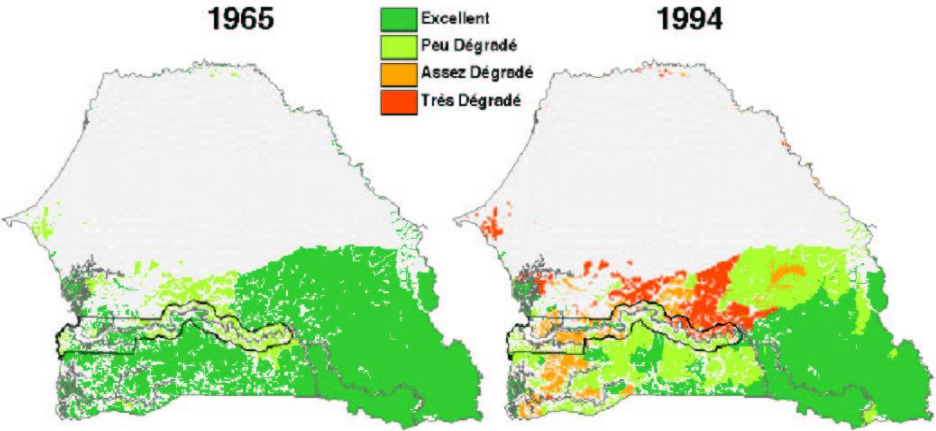 1965
1994
Excellent
Peu Dégradé
Assez Dégradé
Très Dégradé